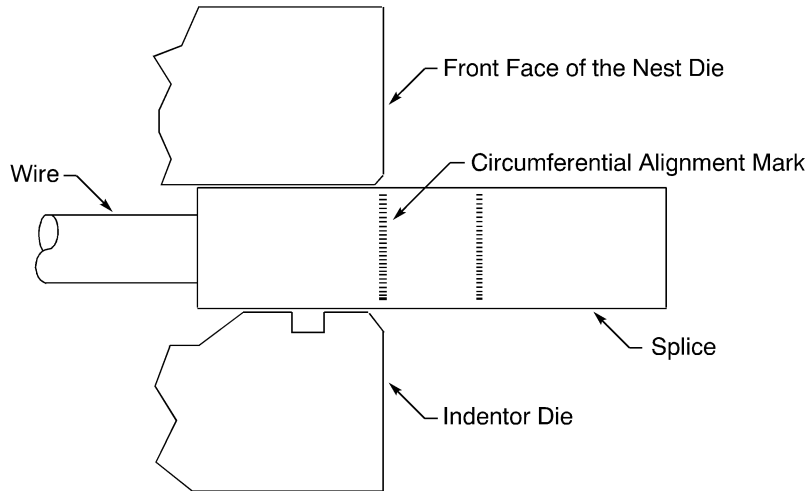 Front Face of the Nest Die
Circumferential Alignment Mark
Wire
Splice
Indentor Die